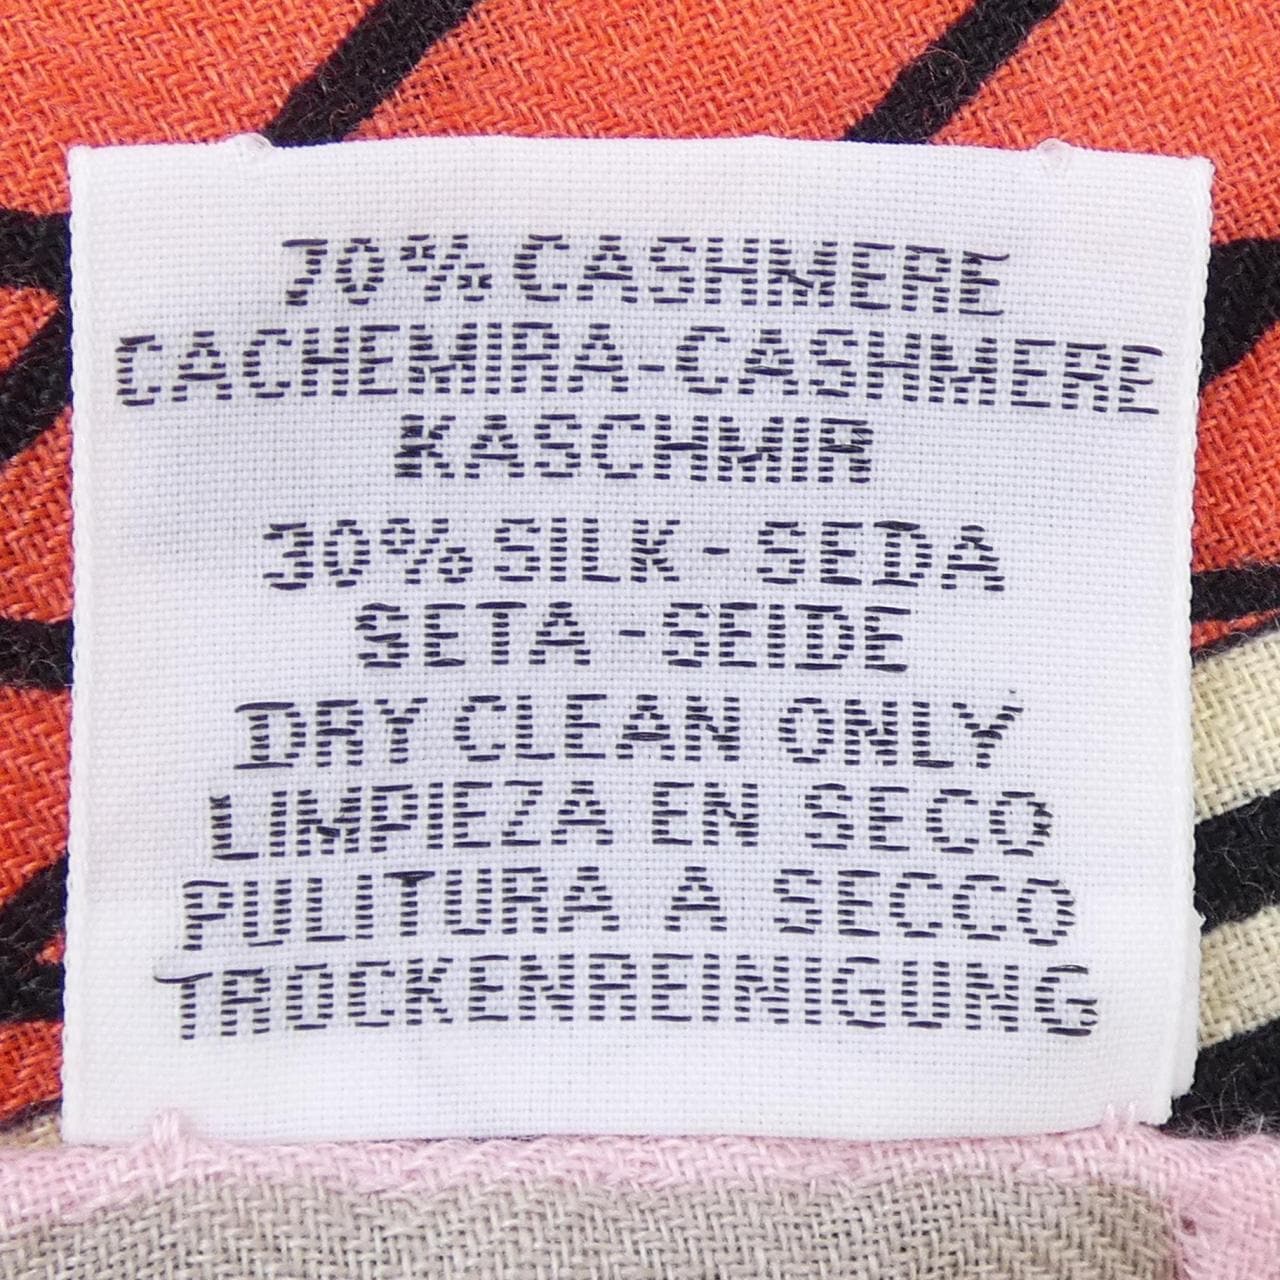 70% CASHMERE
CACHEMIRA-CASHMERE
KASCHMIR
30% SILK - SEDA
SETA - SEIDE
DRY CLEAN ONLY
LIMPIEZA EN SECO
PULITURA A SECCO
TROCKENREINIGUNG